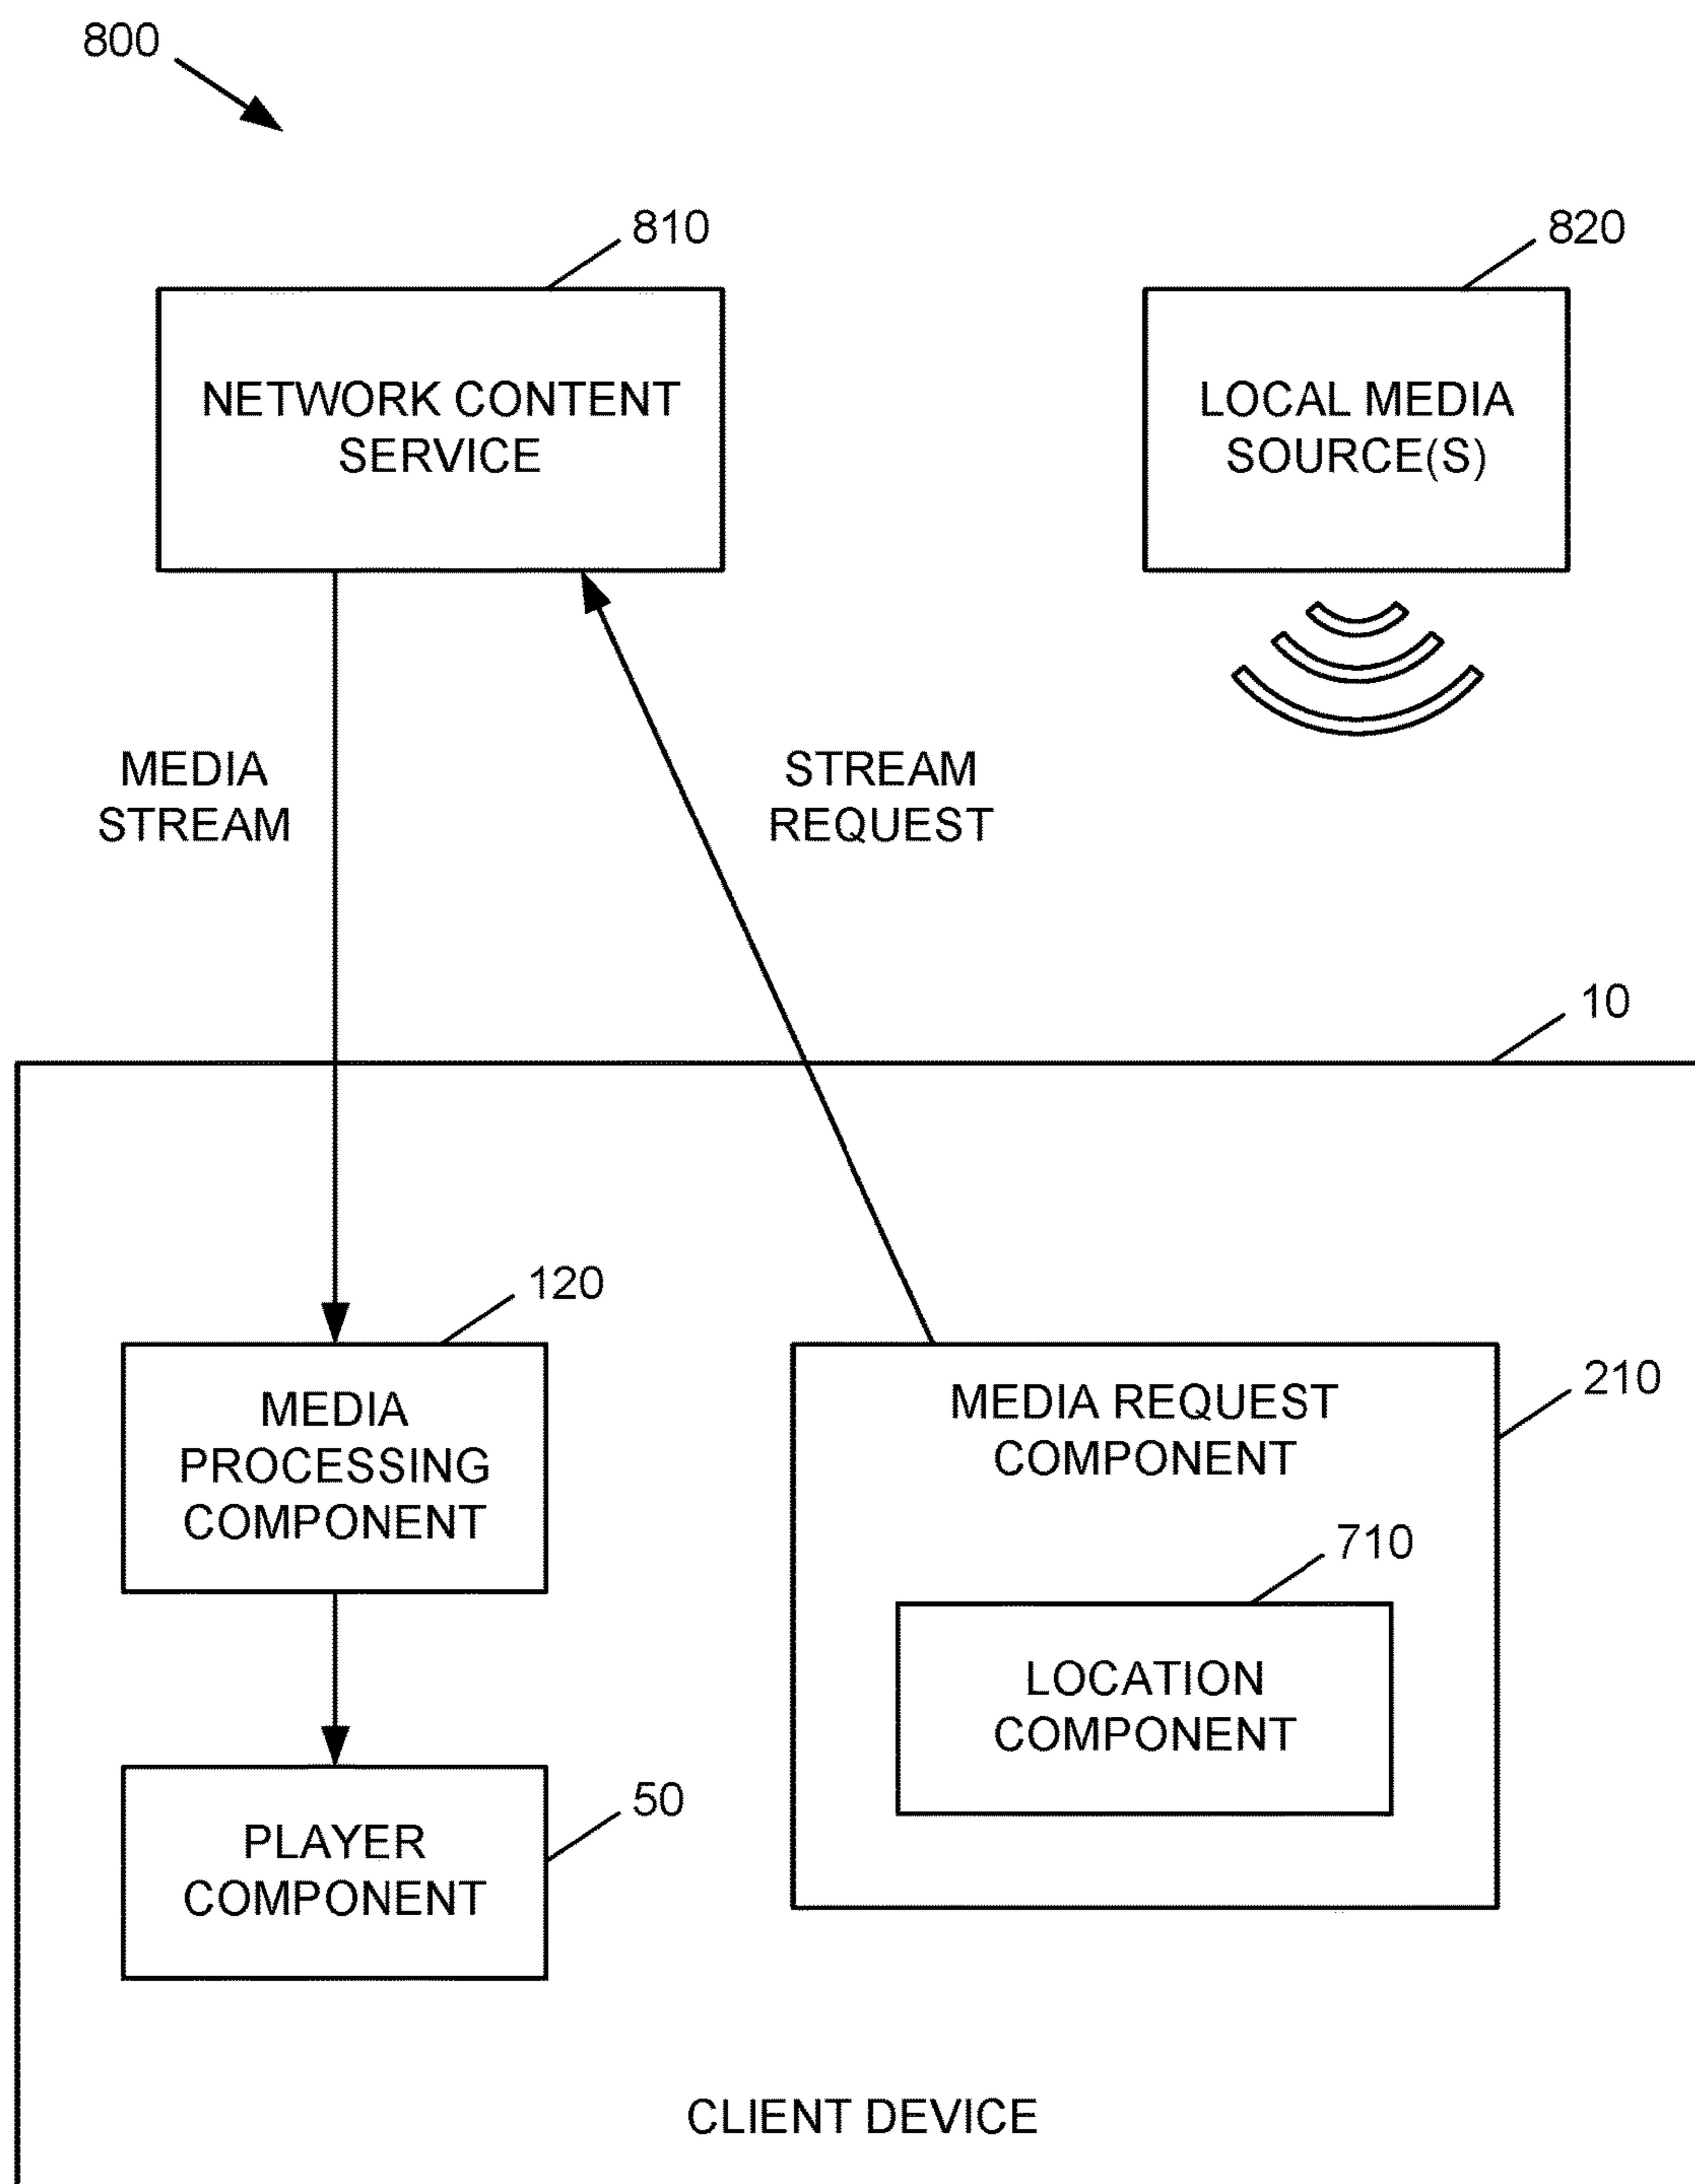 800
810
820
NETWORK CONTENT
SERVICE
LOCAL MEDIA
SOURCE(S)
MEDIA
STREAM
STREAM
REQUEST
10
120
MEDIA
PROCESSING
COMPONENT
MEDIA REQUEST
COMPONENT
210
710
LOCATION
COMPONENT
50
PLAYER
COMPONENT
CLIENT DEVICE